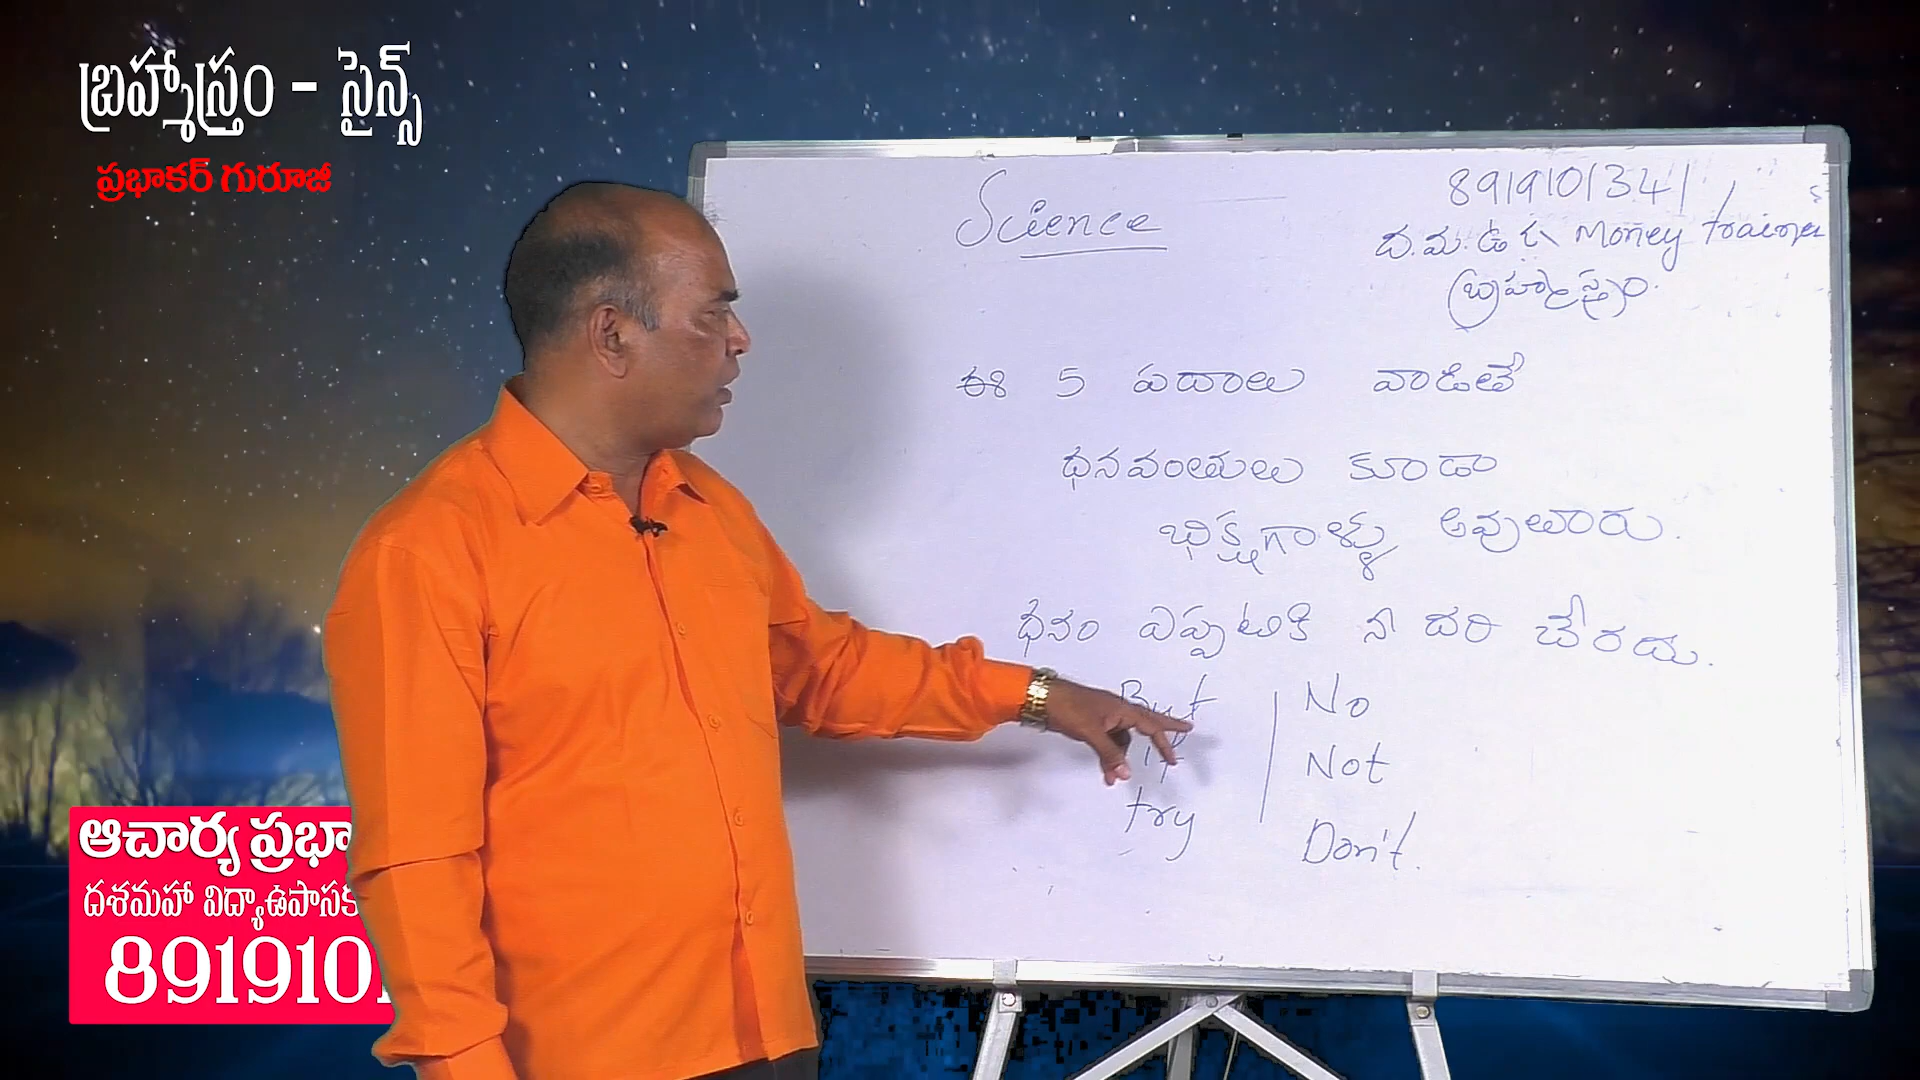 బ్రహ్మాస్త్రం - సైన్స్
ప్రభాకర్ గురూజీ
Science
8919101341
ద.మ.ఉ Money trainer
బ్రహ్మాస్త్రం.
ఈ 5 పదాలు వాడితే
ధనవంతులు కూడా
భిక్షగాళ్ళు అవుతారు.
ధనం ఎప్పటికి నీ దరి చేరదు.
But
No
if
Not
try
Don't.
ఆచార్య ప్రభా
దశమహా విద్యాఉపాసక
8919101